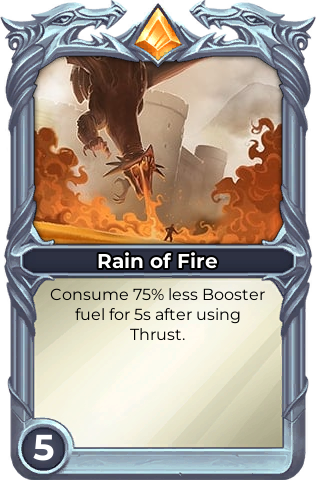 Rain of Fire
Consume 75% less Booster
fuel for 5s after using
Thrust.
5